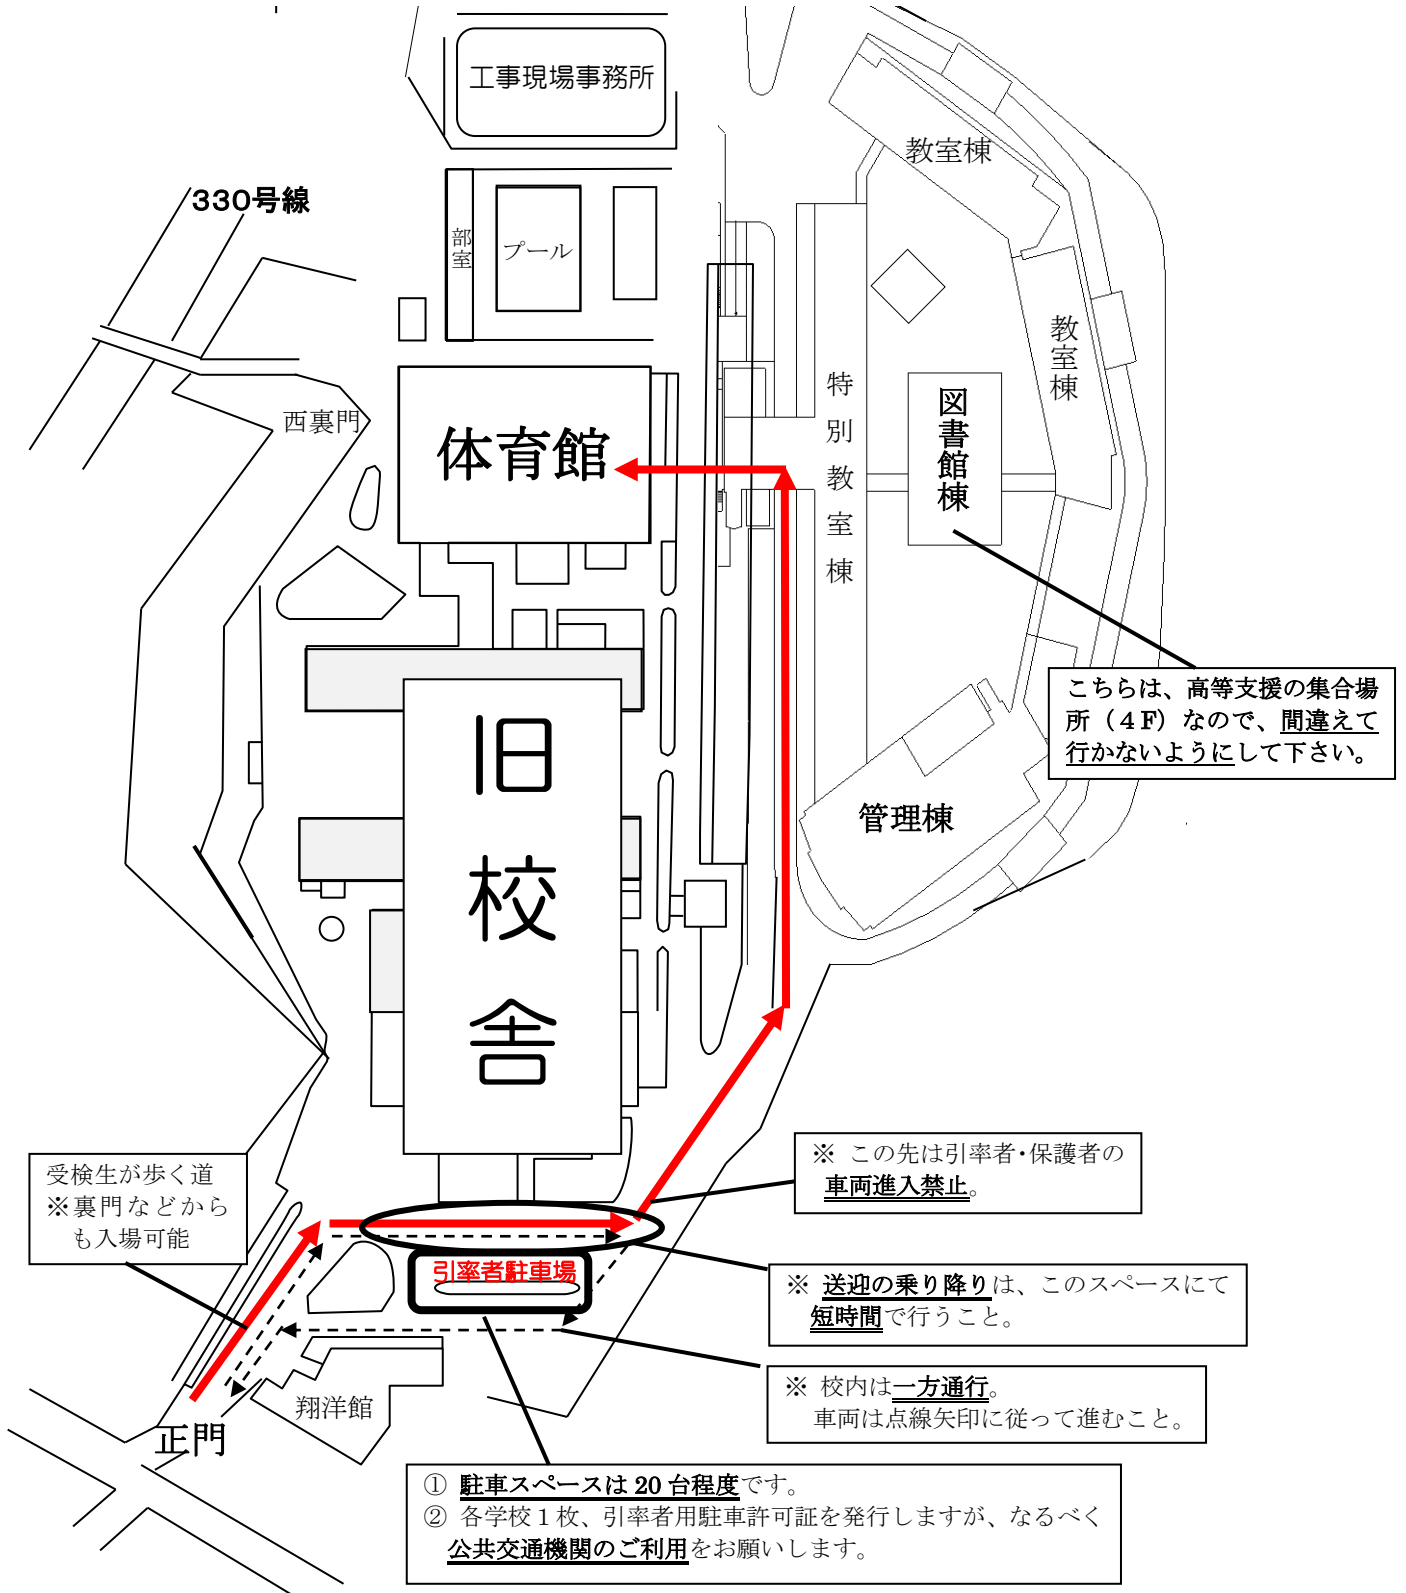 工事現場事務所
教室棟
330号線
部室
プール
教室棟
西裏門
体育館
特別教室棟
図書館棟
こちらは、高等支援の集合場
所（４F）なので、間違えて
行かないようにして下さい。
旧校舎
管理棟
受検生が歩く道
※裏門などから
も入場可能
※ この先は引率者・保護者の
車両進入禁止。
引率者駐車場
※ 送迎の乗り降りは、このスペースにて
短時間で行うこと。
※ 校内は一方通行。
車両は点線矢印に従って進むこと。
翔洋館
正門
① 駐車スペースは 20 台程度です。
② 各学校１枚、引率者用駐車許可証を発行しますが、なるべく
公共交通機関のご利用をお願いします。